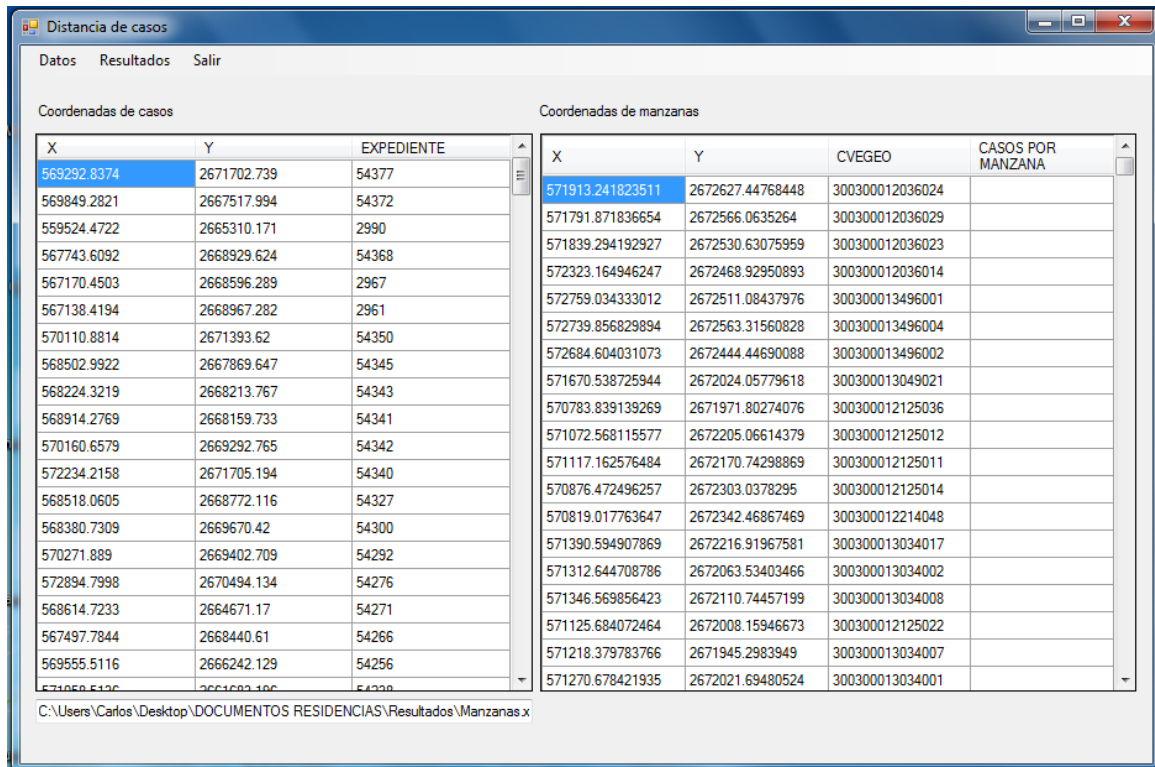 Distancia de casos
Datos Resultados Salir
Coordenadas de casos
X Y EXPEDIENTE
569292.8374 2671702.739 54377
569849.2821 2667517.994 54372
559524.4722 2665310.171 2990
567743.6092 2668929.624 54368
567170.4503 2668596.289 2967
567138.4194 2668967.282 2961
570110.8814 2671393.62 54350
568502.9922 2667869.647 54345
568224.3219 2668213.767 54343
568914.2769 2668159.733 54341
570160.6579 2669292.765 54342
572234.2158 2671705.194 54340
568518.0605 2668772.116 54327
568380.7309 2669670.42 54300
570271.889 2669402.709 54292
572894.7998 2670494.134 54276
568614.7233 2664671.17 54271
567497.7844 2668440.61 54266
569555.5116 2666242.129 54256
C:\Users\Carlos\Desktop\DOCUMENTOS RESIDENCIAS\Resultados\Manzanas.x
Coordenadas de manzanas
X Y CVEGEO CASOS POR MANZANA
571913.241823511 2672627.44768448 300300012036024
571791.871836654 2672566.0635264 300300012036029
571839.294192927 2672530.63075959 300300012036023
572323.164946247 2672468.92950893 300300012036014
572759.034333012 2672511.08437976 300300013496001
572739.856829894 2672563.31560828 300300013496004
572684.604031073 2672444.44690088 300300013496002
571670.538725944 2672024.05779618 300300013049021
570783.839139269 2671971.80274076 300300012125036
571072.568115577 2672205.06614379 300300012125012
571117.162576484 2672170.74298869 300300012125011
570876.472496257 2672303.0378295 300300012125014
570819.017763647 2672342.46867469 300300012214048
571390.594907869 2672216.91967581 300300013034017
571312.644708786 2672063.53403466 300300013034002
571346.569856423 2672110.74457199 300300013034008
571125.684072464 2672008.15946673 300300012125022
571218.379783766 2671945.2983949 300300013034007
571270.678421935 2672021.69480524 300300013034001